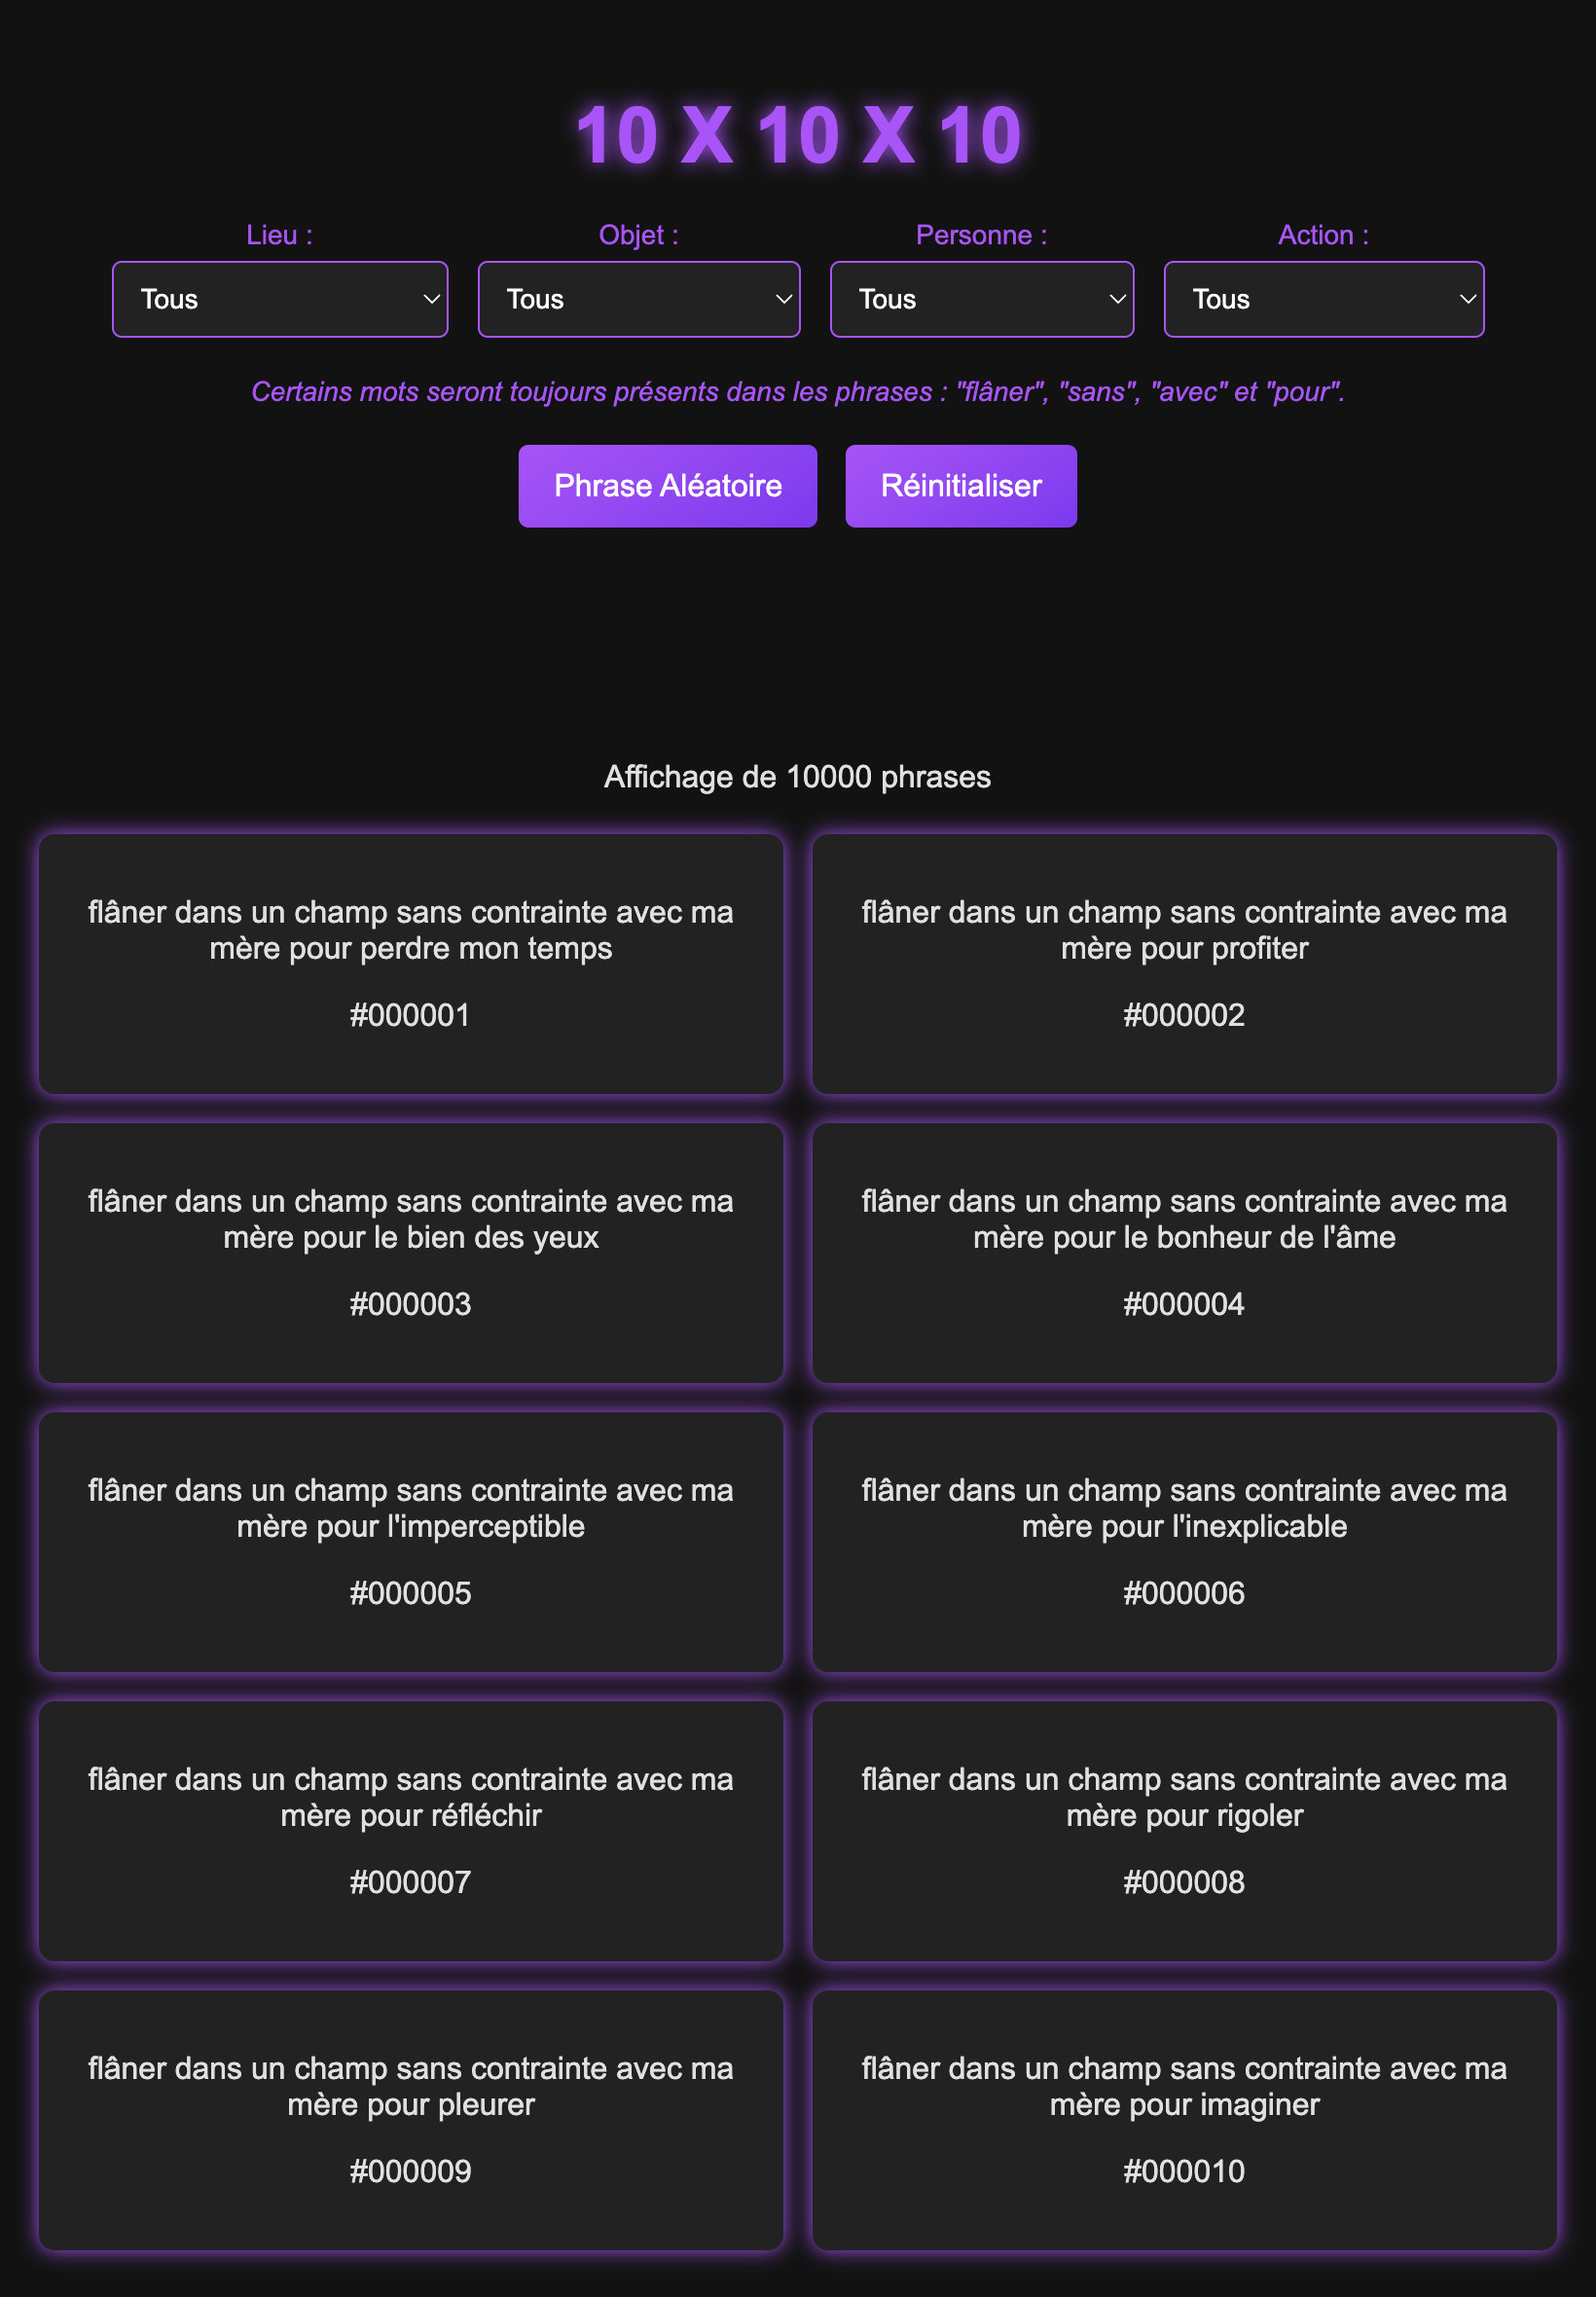 10 X 10 X 10
Lieu :
Objet :
Personne :
Action :
Tous
Tous
Tous
Tous
Certains mots seront toujours présents dans les phrases : "flâner", "sans", "avec" et "pour".
Phrase Aléatoire
Réinitialiser
Affichage de 10000 phrases
flâner dans un champ sans contrainte avec ma
mère pour perdre mon temps
#000001
flâner dans un champ sans contrainte avec ma
mère pour profiter
#000002
flâner dans un champ sans contrainte avec ma
mère pour le bien des yeux
#000003
flâner dans un champ sans contrainte avec ma
mère pour le bonheur de l'âme
#000004
flâner dans un champ sans contrainte avec ma
mère pour l'imperceptible
#000005
flâner dans un champ sans contrainte avec ma
mère pour l'inexplicable
#000006
flâner dans un champ sans contrainte avec ma
mère pour réfléchir
#000007
flâner dans un champ sans contrainte avec ma
mère pour rigoler
#000008
flâner dans un champ sans contrainte avec ma
mère pour pleurer
#000009
flâner dans un champ sans contrainte avec ma
mère pour imaginer
#000010